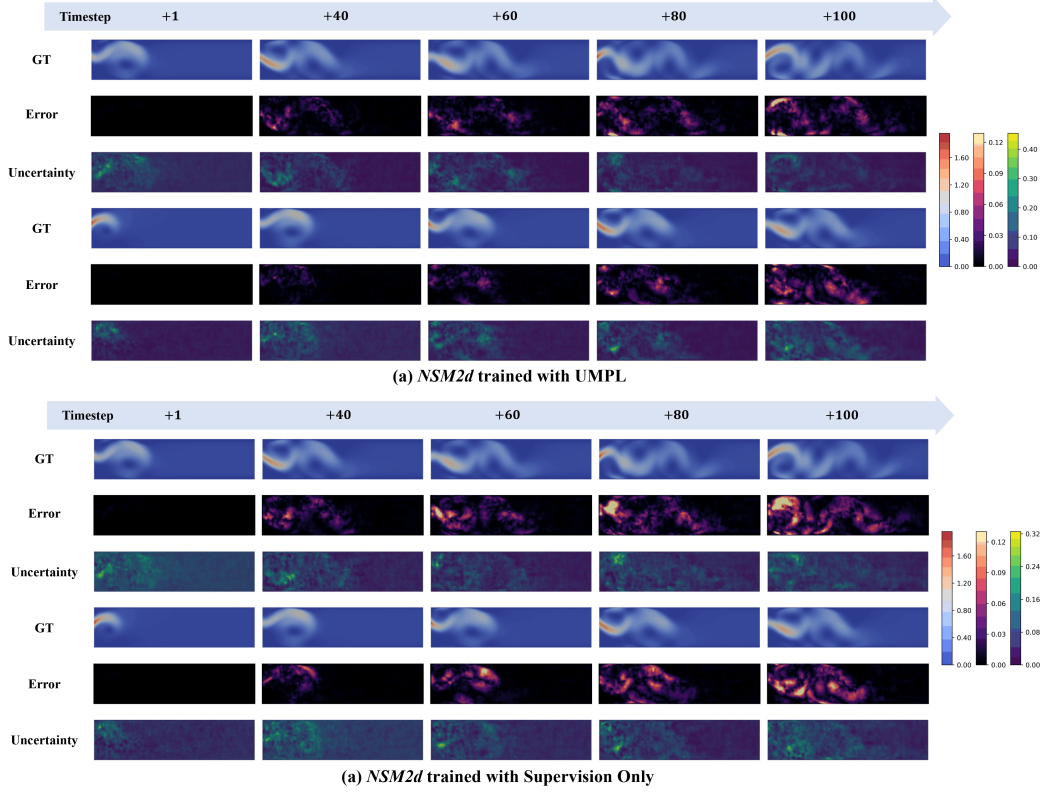 Timestep +1 +40 +60 +80 +100
GT
Error
Uncertainty
GT
Error
Uncertainty
1.60 0.12 0.40
1.20 0.09 0.30
0.80 0.06 0.20
0.40 0.03 0.10
0.00 0.00 0.00
(a) NSM2d trained with UMPL
Timestep +1 +40 +60 +80 +100
GT
Error
Uncertainty
GT
Error
Uncertainty
1.60 0.12 0.32
1.20 0.09 0.24
0.80 0.06 0.16
0.40 0.03 0.08
0.00 0.00 0.00
(a) NSM2d trained with Supervision Only